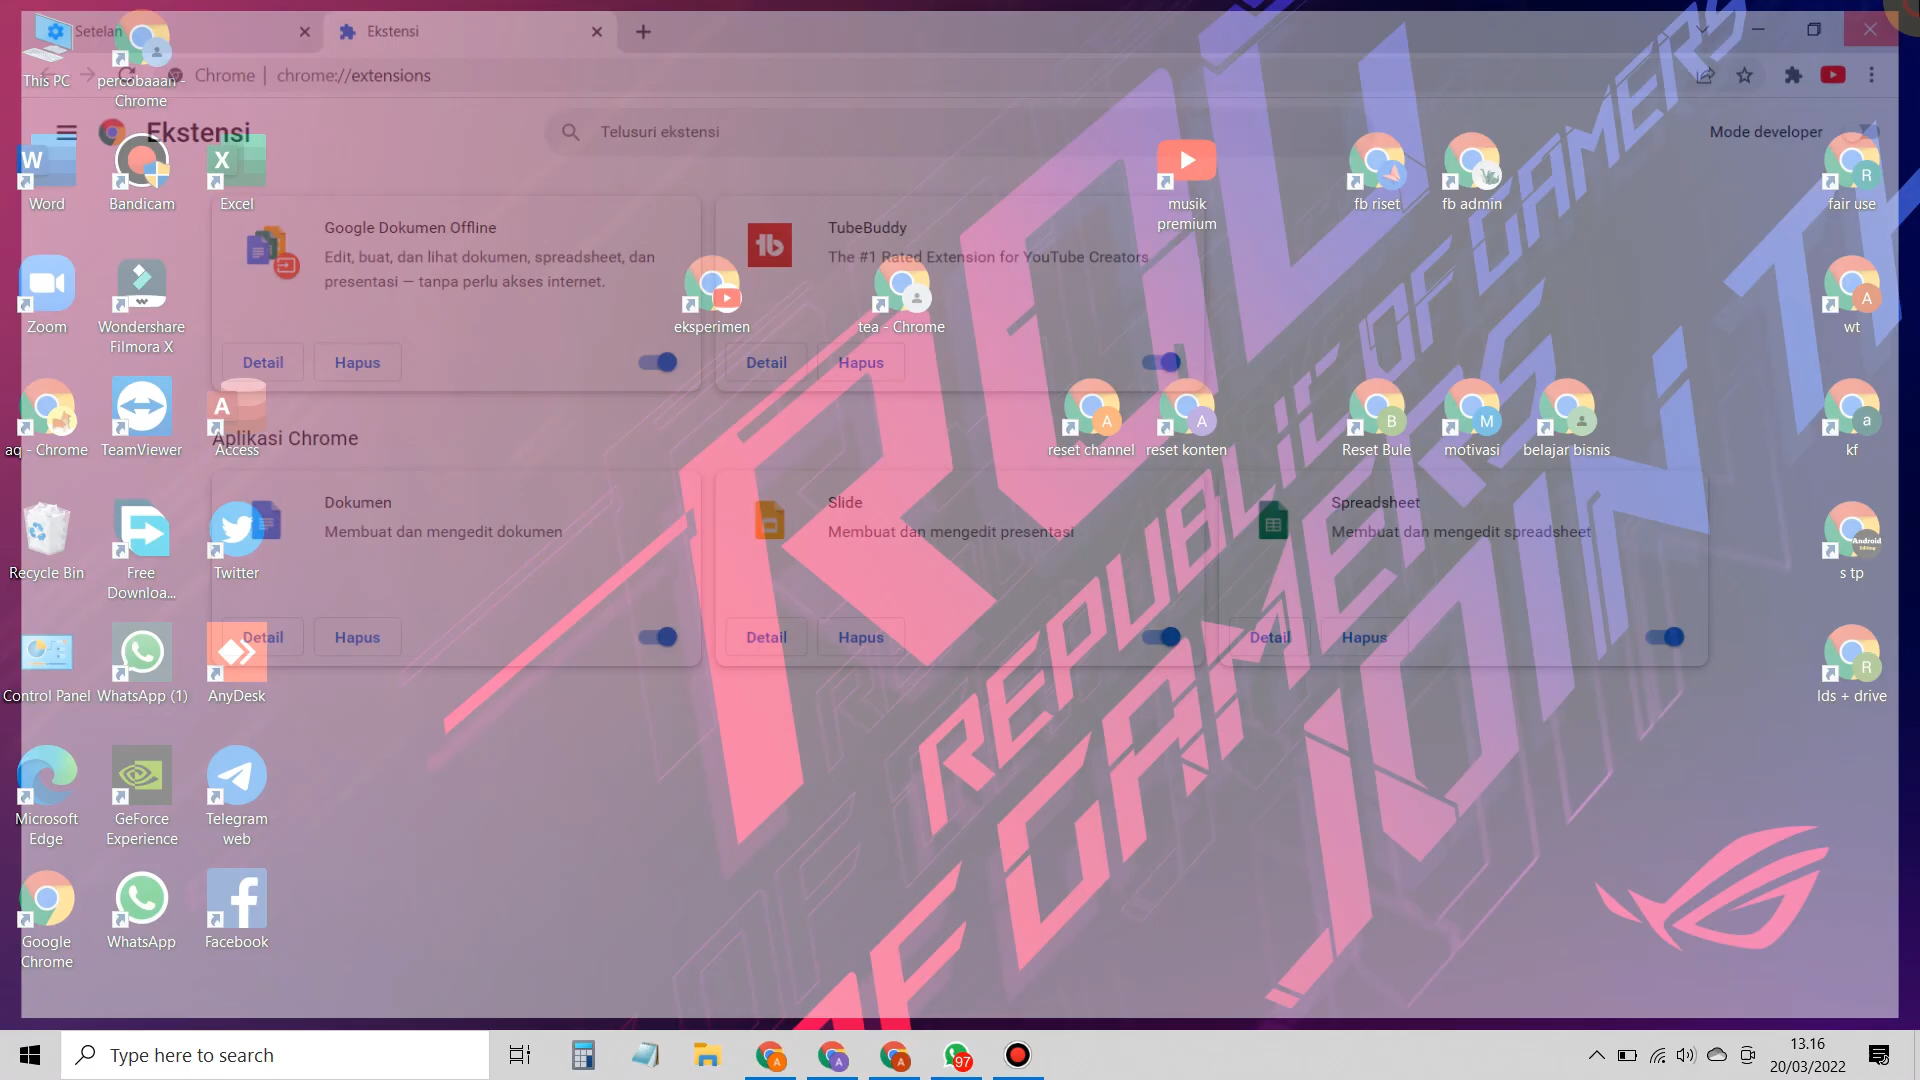 Setelan
Ekstensi
Chrome | chrome://extensions
Ekstensi
Telusuri ekstensi
Mode developer
Google Dokumen Offline
Edit, buat, dan lihat dokumen, spreadsheet, dan
presentasi — tanpa perlu akses internet.
Detail
Hapus
TubeBuddy
The #1 Rated Extension for YouTube Creators
Detail
Hapus
Aplikasi Chrome
Dokumen
Membuat dan mengedit dokumen
Detail
Hapus
Slide
Membuat dan mengedit presentasi
Detail
Hapus
Spreadsheet
Membuat dan mengedit spreadsheet
Detail
Hapus
This PC
percobaaan -
Chrome
Word
Bandicam
Excel
musik
premium
fb riset
fb admin
fair use
Zoom
Wondershare
Filmora X
eksperimen
tea - Chrome
wt
aq - Chrome
TeamViewer
Access
reset channel
reset konten
Reset Bule
motivasi
belajar bisnis
kf
Recycle Bin
Free
Downloa...
Twitter
s tp
Control Panel
WhatsApp (1)
AnyDesk
lds + drive
Microsoft
Edge
GeForce
Experience
Telegram
web
Google
Chrome
WhatsApp
Facebook
REPUBLIC OF GAMERS
OF GAMERS
JOIN
Type here to search
97
13.16
20/03/2022